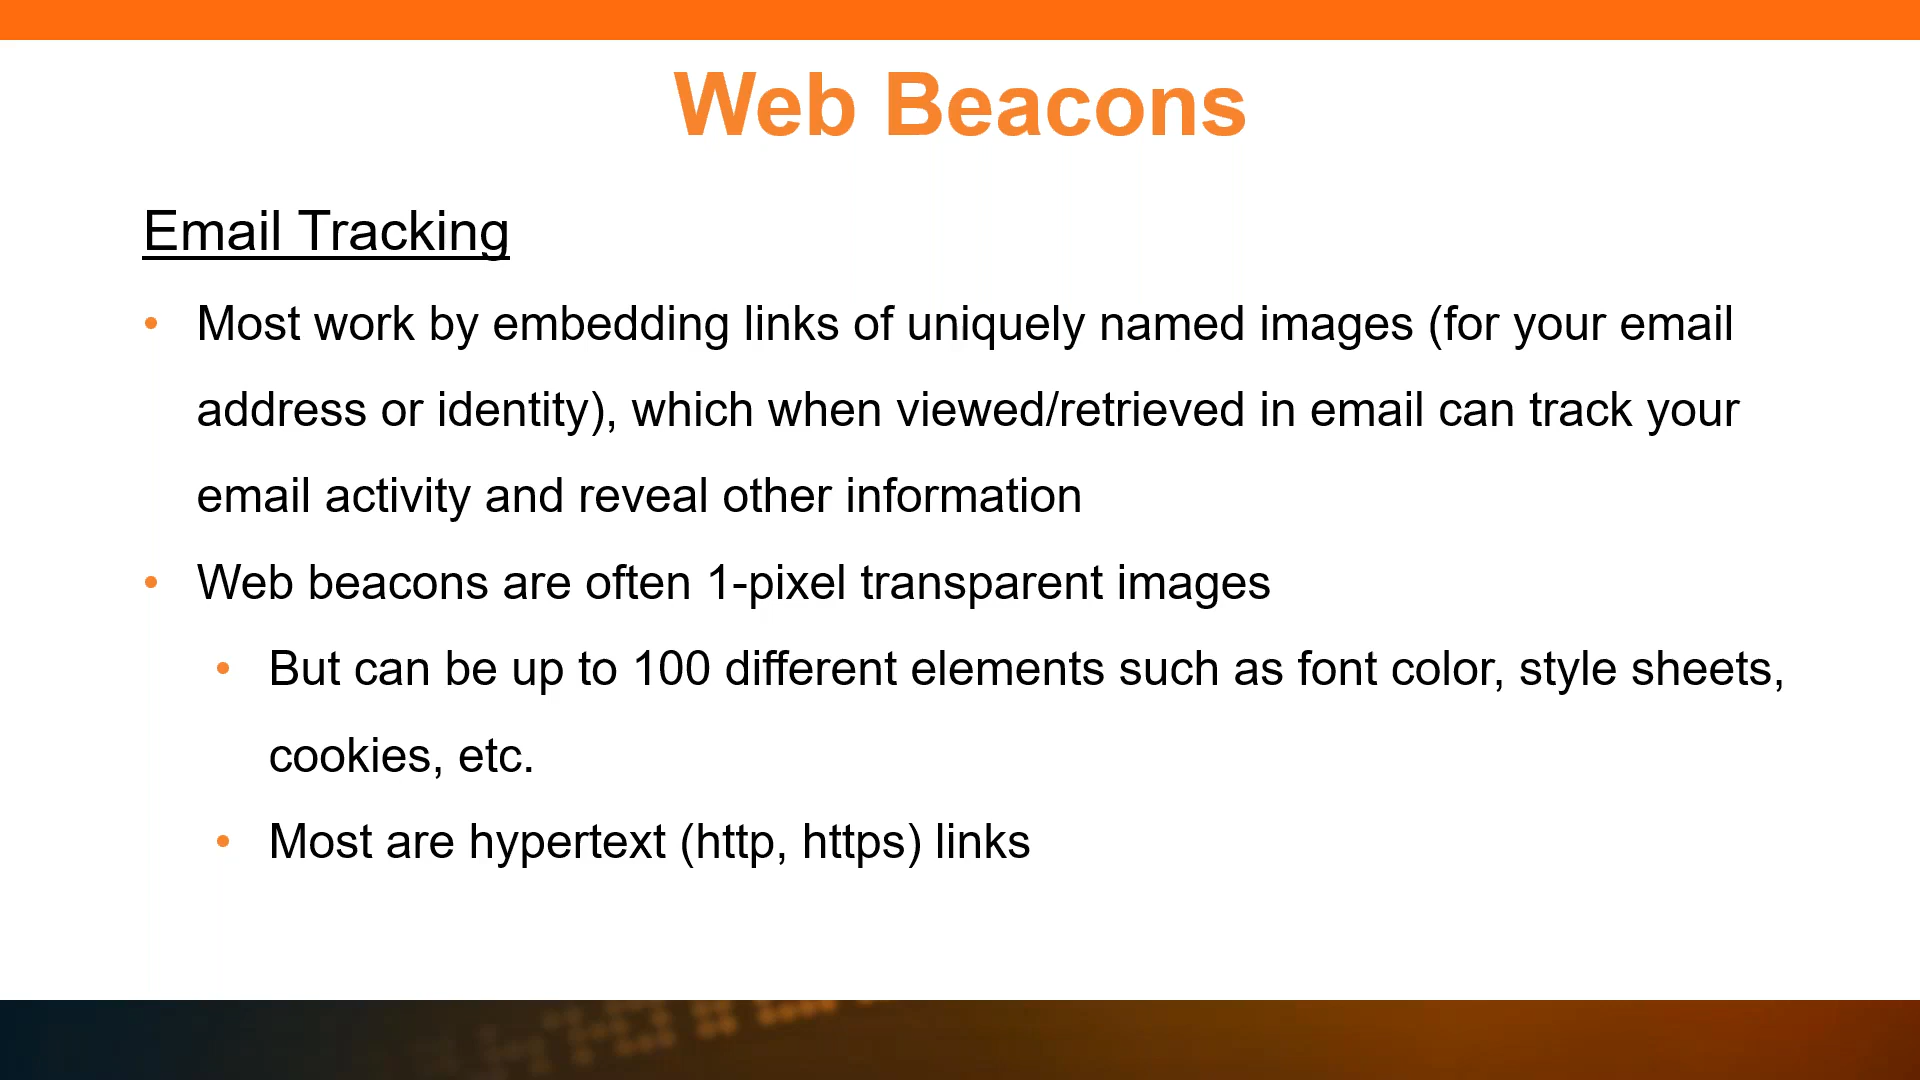 Web Beacons
Email Tracking
• Most work by embedding links of uniquely named images (for your email
address or identity), which when viewed/retrieved in email can track your
email activity and reveal other information
• Web beacons are often 1-pixel transparent images
• But can be up to 100 different elements such as font color, style sheets,
cookies, etc.
• Most are hypertext (http, https) links